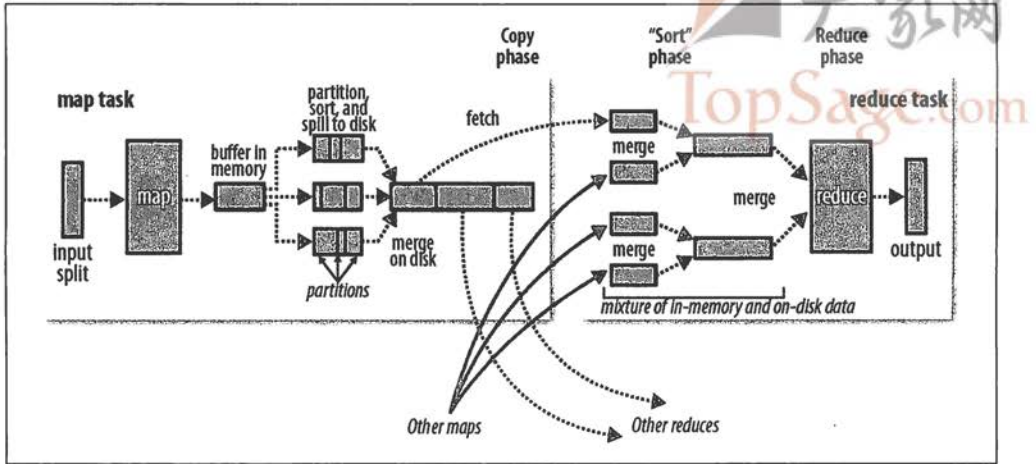 Copy
phase
"Sort"
phase
Reduce
phase
map task
reduce task
partition,
sort, and
spill to disk
fetch
buffer in
memory
map
merge
merge
merge
reduce
input
split
merge
on disk
output
partitions
mixture of in-memory and on-disk data
Other maps
Other reduces
TopSage.com